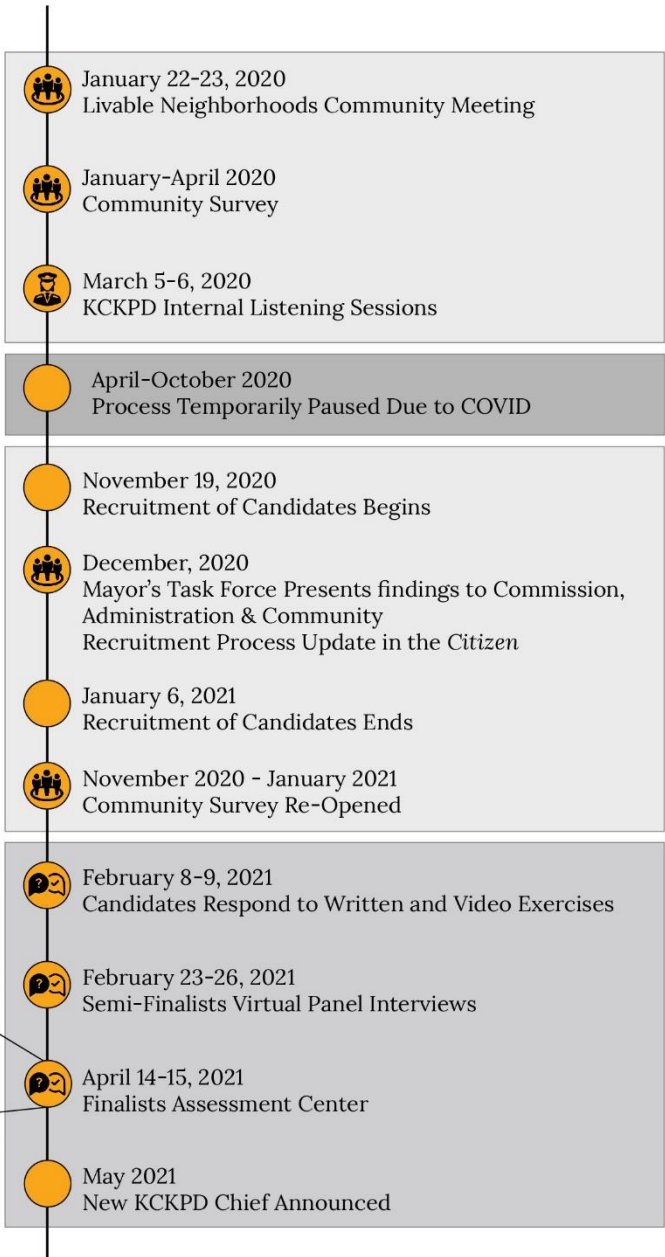 January 22-23, 2020
Livable Neighborhoods Community Meeting
January-April 2020
Community Survey
March 5-6, 2020
KCKPD Internal Listening Sessions
April-October 2020
Process Temporarily Paused Due to COVID
November 19, 2020
Recruitment of Candidates Begins
December, 2020
Mayor's Task Force Presents findings to Commission,
Administration & Community
Recruitment Process Update in the Citizen
January 6, 2021
Recruitment of Candidates Ends
November 2020 - January 2021
Community Survey Re-Opened
February 8-9, 2021
Candidates Respond to Written and Video Exercises
February 23-26, 2021
Semi-Finalists Virtual Panel Interviews
April 14-15, 2021
Finalists Assessment Center
May 2021
New KCKPD Chief Announced